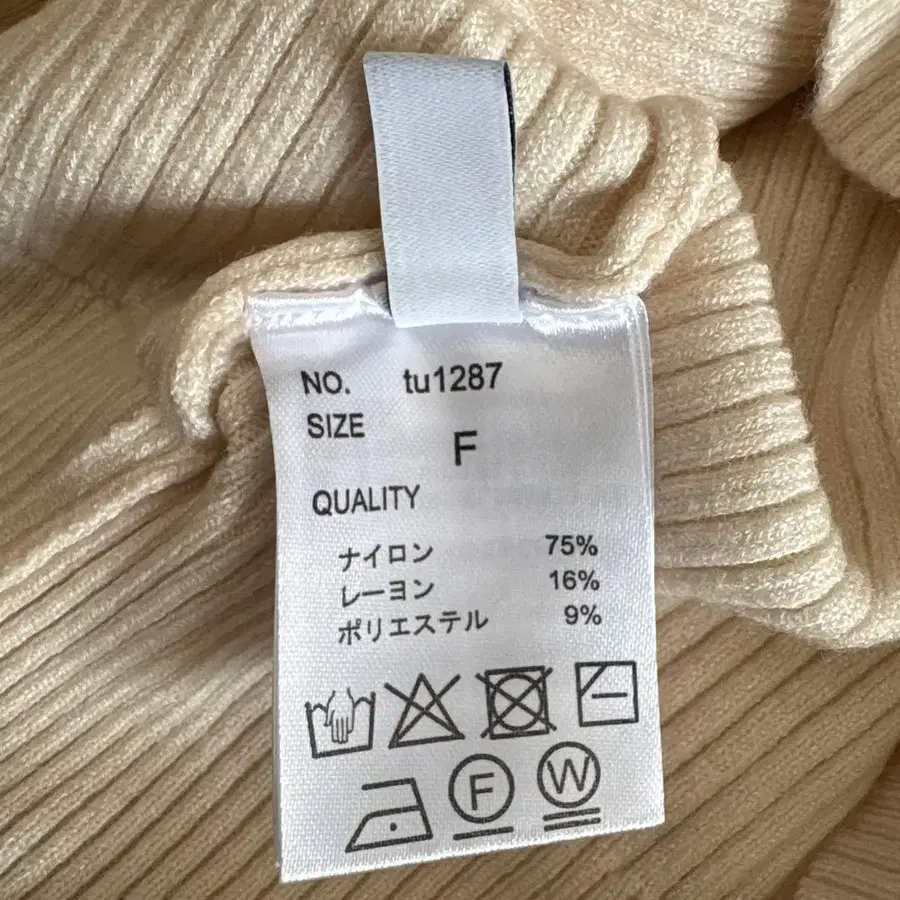 NO. tu1287
SIZE
F
QUALITY
ナイロン 75%
レーヨン 16%
ポリエステル 9%
F W